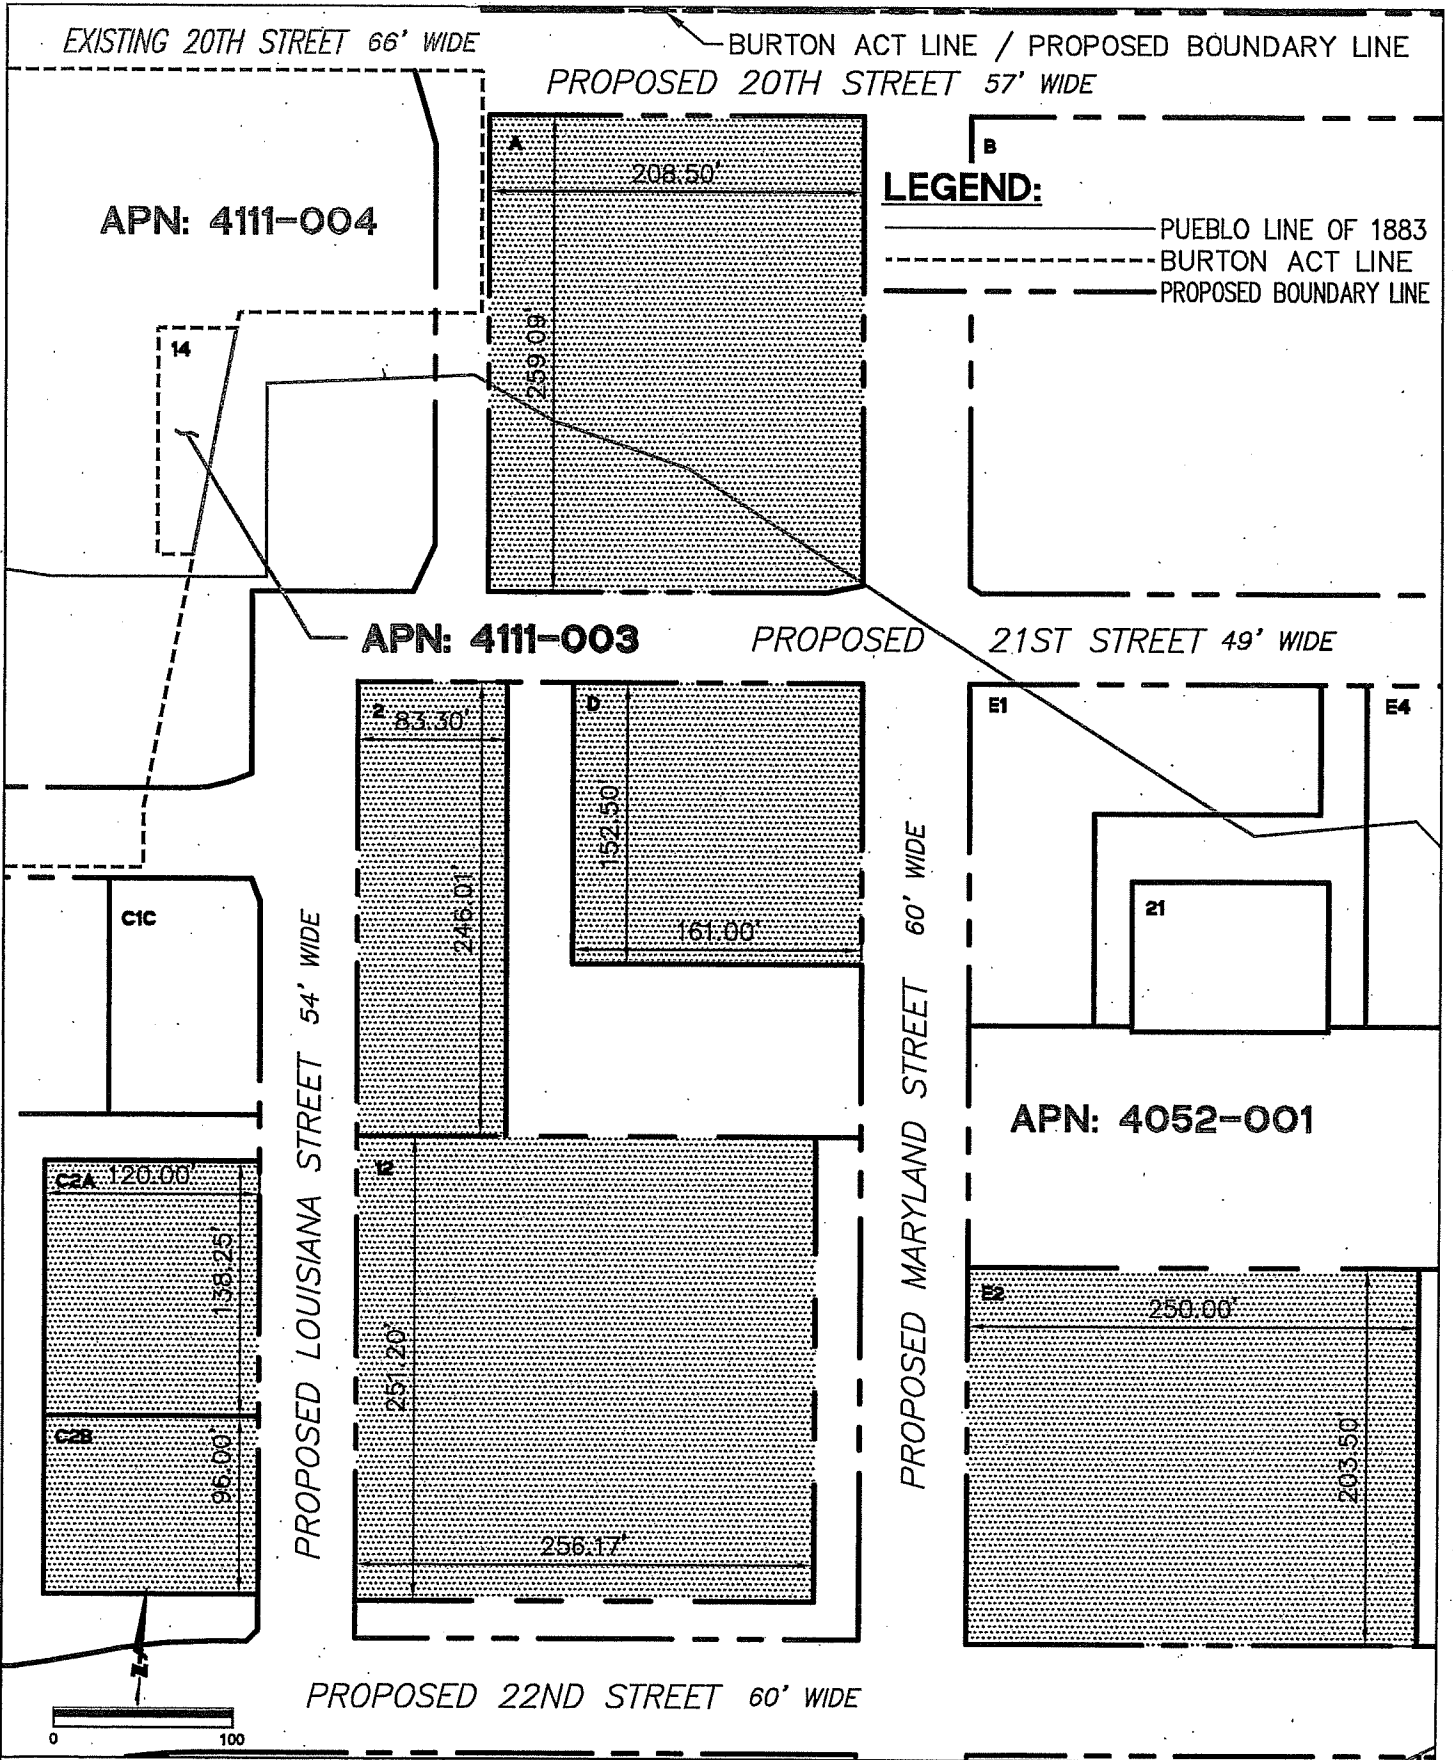 EXISTING 20TH STREET 66' WIDE
BURTON ACT LINE / PROPOSED BOUNDARY LINE
PROPOSED 20TH STREET 57' WIDE
A
208.50'
259.09'
B
LEGEND:
PUEBLO LINE OF 1883
BURTON ACT LINE
PROPOSED BOUNDARY LINE
APN: 4111-004
14
APN: 4111-003
PROPOSED 21ST STREET 49' WIDE
2
83.30'
246.01'
D
152.50'
161.00'
E1
E4
21
C1C
PROPOSED LOUISIANA STREET 54' WIDE
PROPOSED MARYLAND STREET 60' WIDE
APN: 4052-001
C2A 120.00'
138.25'
C2B
96.00'
12
251.20'
256.17'
E2
250.00'
203.50'
N
PROPOSED 22ND STREET 60' WIDE
0 100